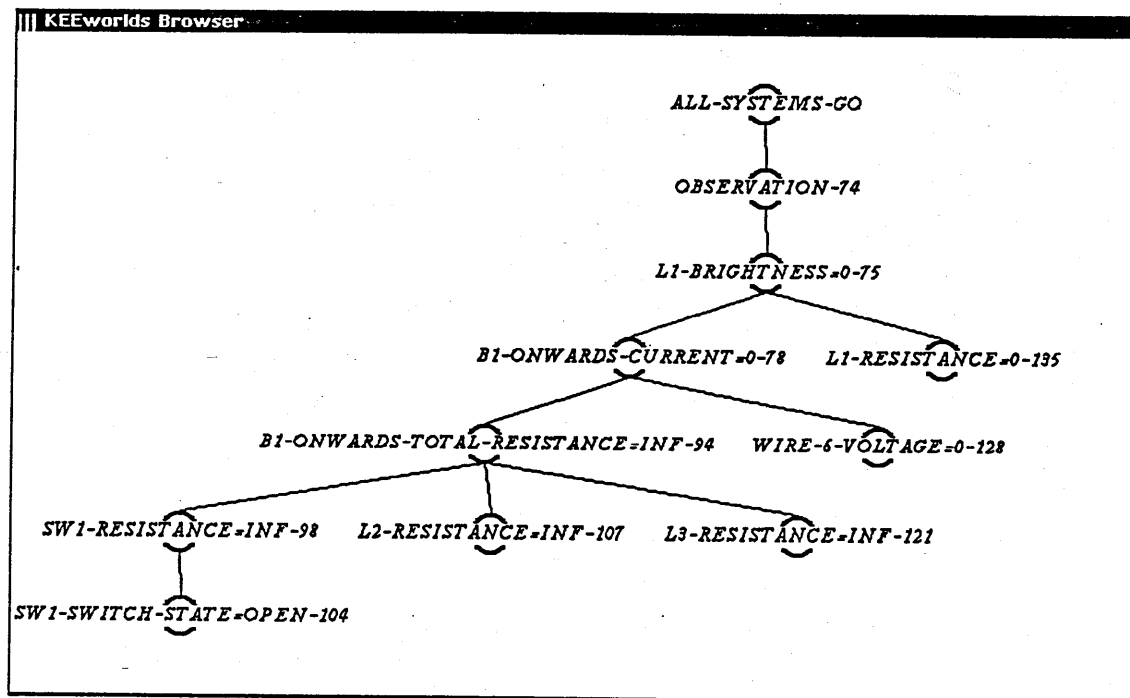 KEEworlds Browser
ALL-SYSTEMS-GO
OBSERVATION-74
L1-BRIGHTNESS=0-75
B1-ONWARDS-CURRENT=0-78 L1-RESISTANCE=0-135
B1-ONWARDS-TOTAL-RESISTANCE=INF-94 WIRE-6-VOLTAGE=0-128
SW1-RESISTANCE=INF-98 L2-RESISTANCE=INF-107 L3-RESISTANCE=INF-121
SW1-SWITCH-STATE=OPEN-104